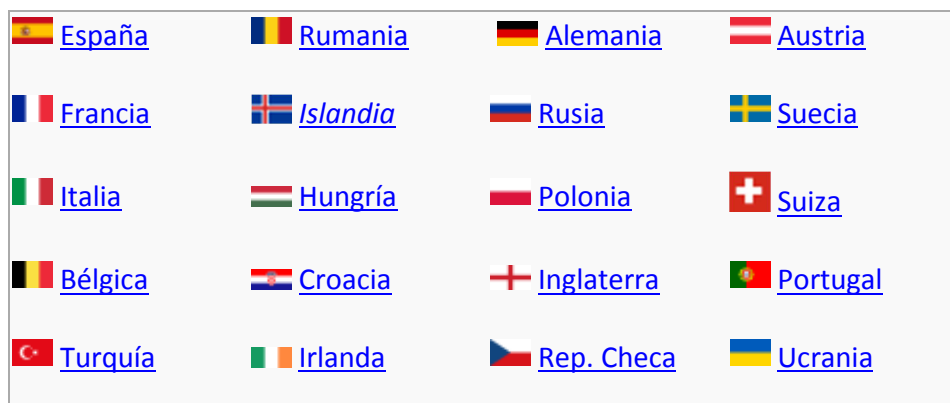 España Rumania Alemania Austria
Francia Islandia Rusia Suecia
Italia Hungría Polonia Suiza
Bélgica Croacia Inglaterra Portugal
Turquía Irlanda Rep. Checa Ucrania